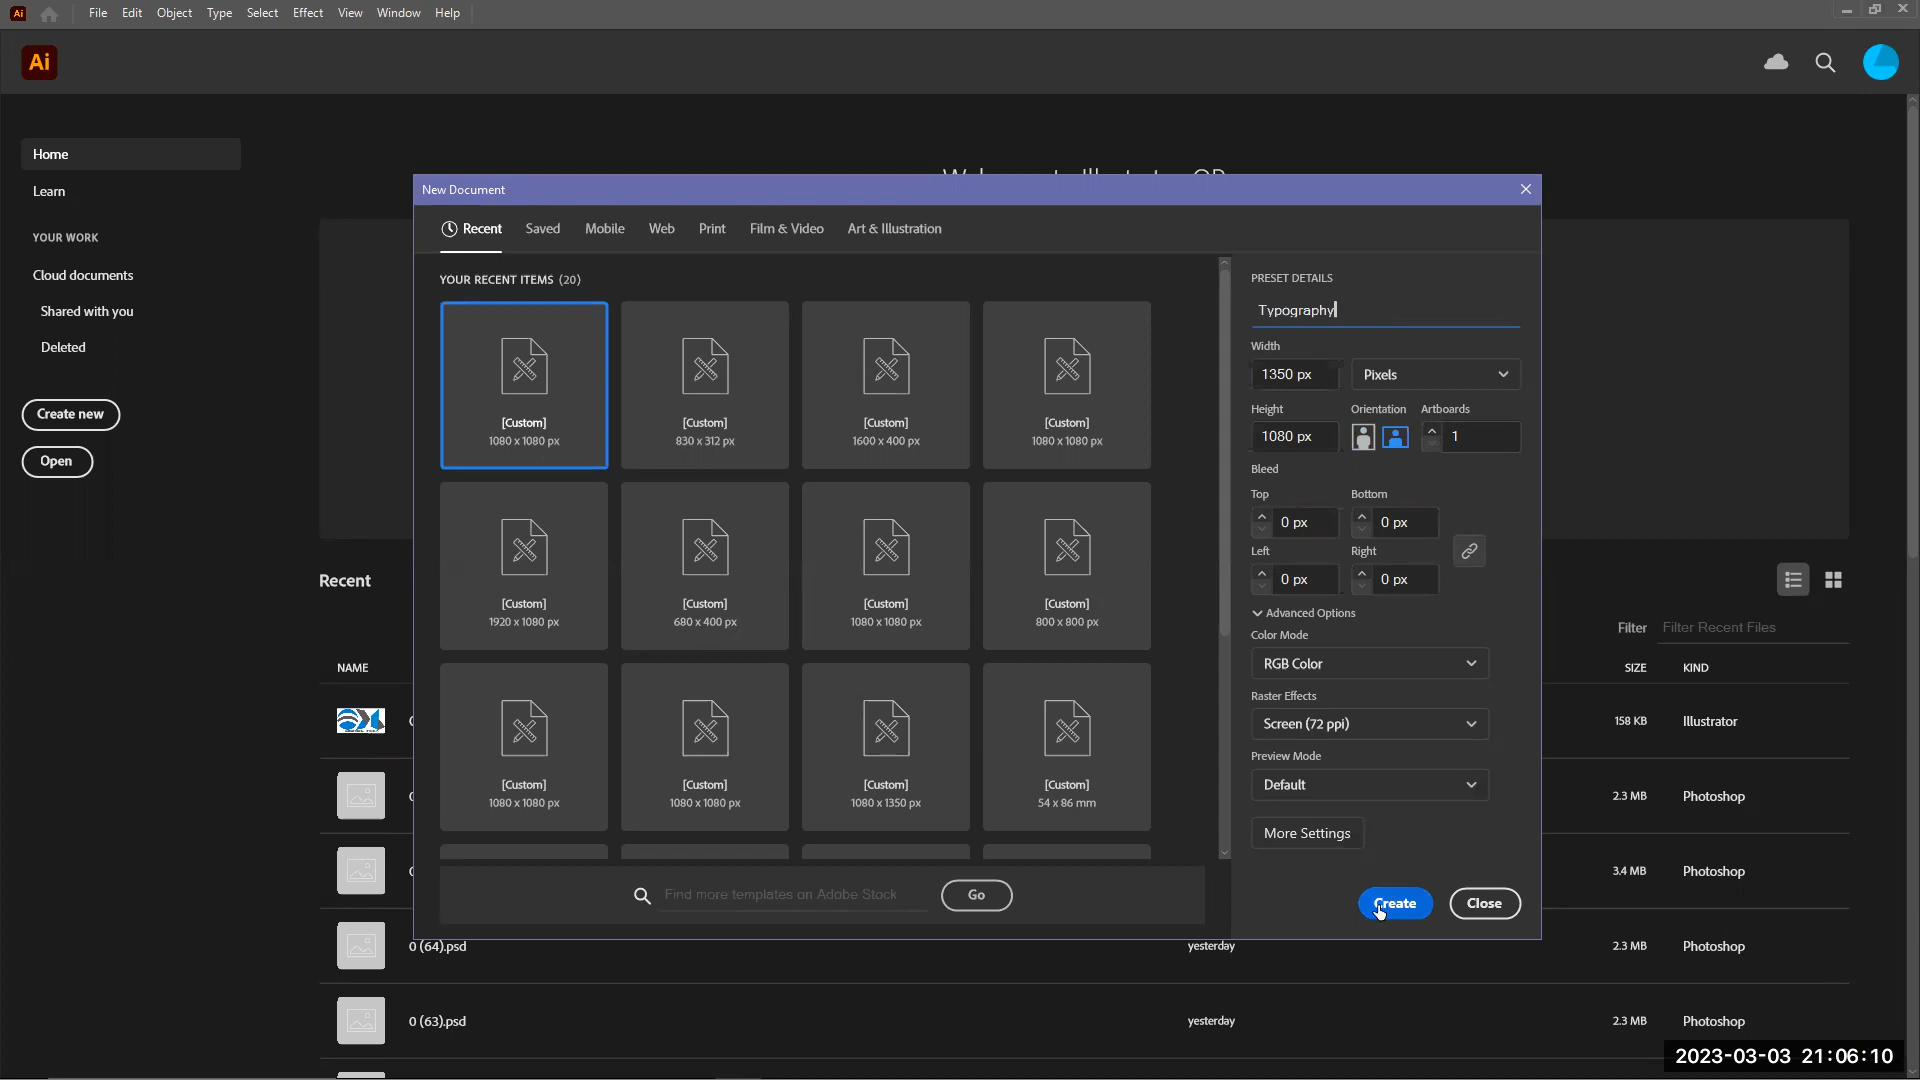 Ai File Edit Object Type Select Effect View Window Help
Ai
Home
Learn
YOUR WORK
Cloud documents
Shared with you
Deleted
Create new
Open
New Document
Recent Saved Mobile Web Print Film & Video Art & Illustration
YOUR RECENT ITEMS (20)
[Custom] [Custom] [Custom] [Custom]
1080 x 1080 px 830 x 312 px 1600 x 400 px 1080 x 1080 px
[Custom] [Custom] [Custom] [Custom]
1920 x 1080 px 680 x 400 px 1080 x 1080 px 800 x 800 px
[Custom] [Custom] [Custom] [Custom]
1080 x 1080 px 1080 x 1080 px 1080 x 1350 px 54 x 86 mm
Find more templates on Adobe Stock Go
PRESET DETAILS
Typography
Width
1350 px Pixels
Height Orientation Artboards
1080 px 1
Bleed
Top Bottom
0 px 0 px
Left Right
0 px 0 px
Advanced Options
Color Mode
RGB Color
Raster Effects
Screen (72 ppi)
Preview Mode
Default
More Settings
Create Close
Recent
Filter Filter Recent Files
NAME SIZE KIND
158 KB Illustrator
2.3 MB Photoshop
3.4 MB Photoshop
0 (64).psd yesterday 2.3 MB Photoshop
0 (63).psd yesterday 2.3 MB Photoshop
2023-03-03 21:06:10